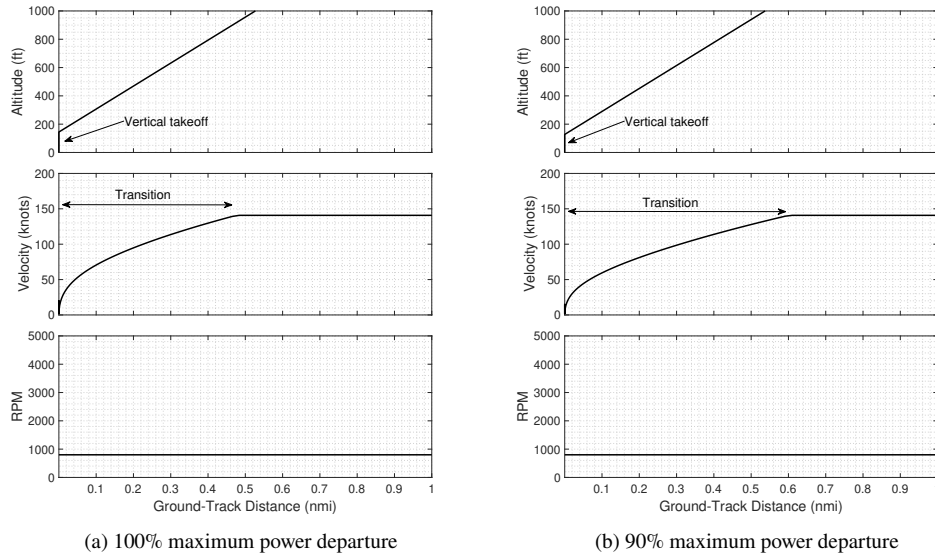 1000
800
600
400
200
0
Altitude (ft)
Vertical takeoff
200
150
100
50
0
Velocity (knots)
Transition
5000
4000
3000
2000
1000
0
RPM
0.1 0.2 0.3 0.4 0.5 0.6 0.7 0.8 0.9 1
Ground-Track Distance (nmi)
(a) 100% maximum power departure
1000
800
600
400
200
0
Altitude (ft)
Vertical takeoff
200
150
100
50
0
Velocity (knots)
Transition
5000
4000
3000
2000
1000
0
RPM
0.1 0.2 0.3 0.4 0.5 0.6 0.7 0.8 0.9
Ground-Track Distance (nmi)
(b) 90% maximum power departure